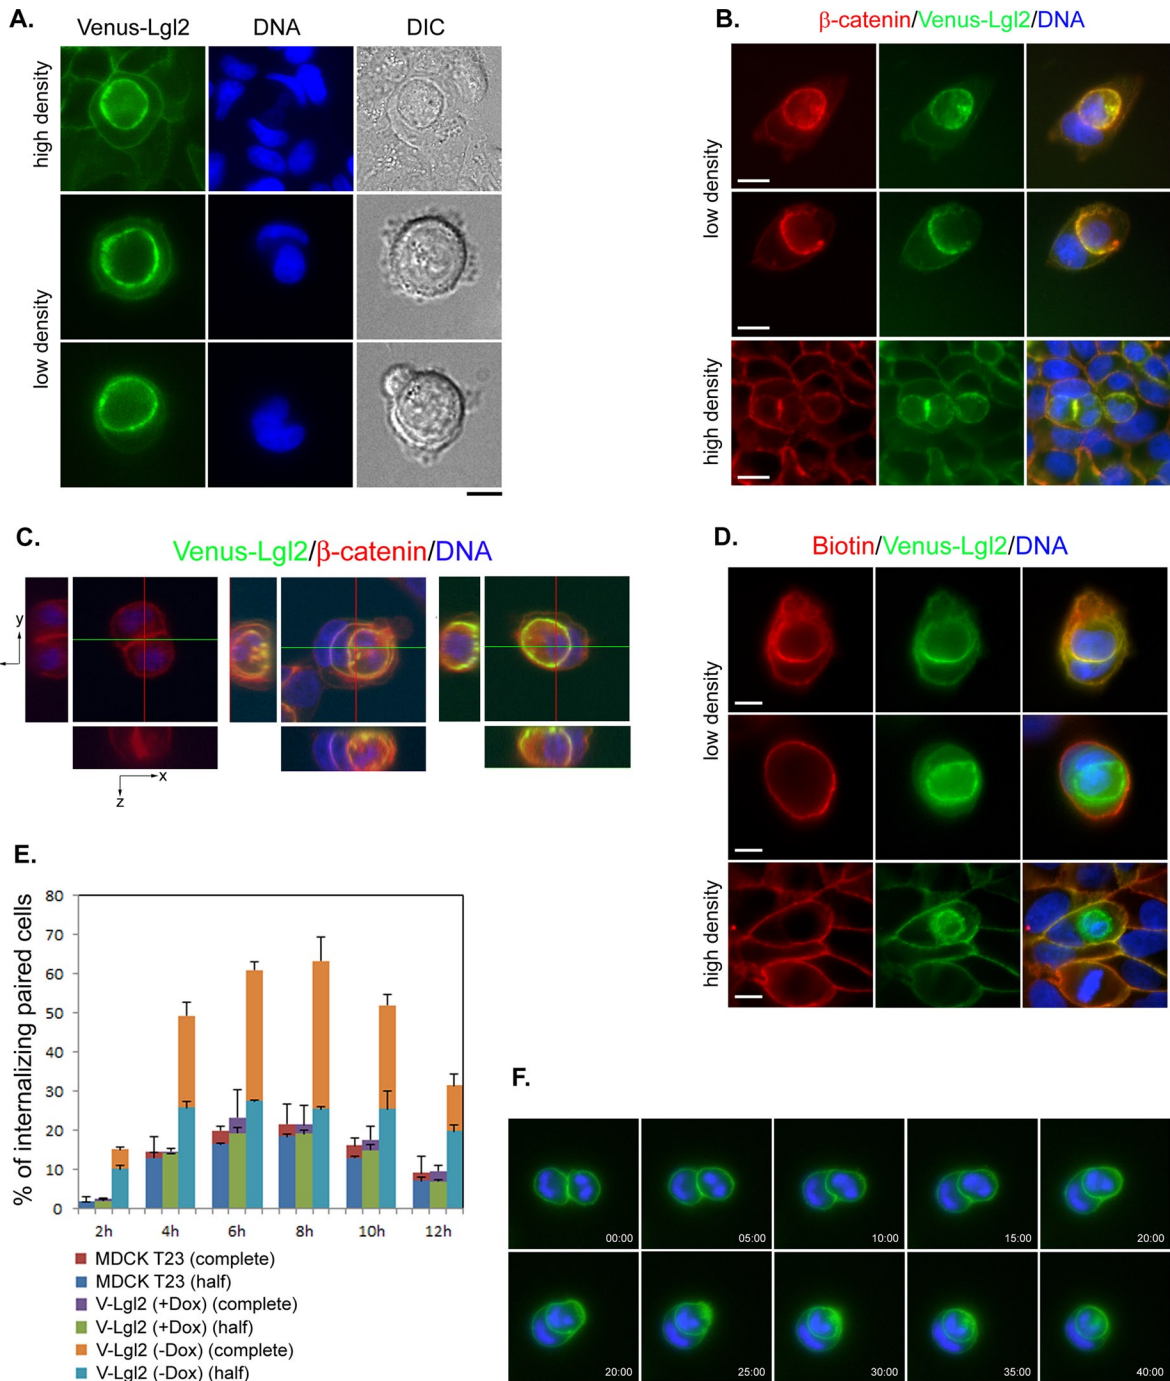 A.
Venus-Lgl2 DNA DIC
high density
low density
B.
β-catenin/Venus-Lgl2/DNA
low density
high density
C.
Venus-Lgl2/β-catenin/DNA
y
x
z
D.
Biotin/Venus-Lgl2/DNA
low density
high density
E.
% of internalizing paired cells
80
70
60
50
40
30
20
10
0
2h 4h 6h 8h 10h 12h
MDCK T23 (complete)
MDCK T23 (half)
V-Lgl2 (+Dox) (complete)
V-Lgl2 (+Dox) (half)
V-Lgl2 (-Dox) (complete)
V-Lgl2 (-Dox) (half)
F.
00:00 05:00 10:00 15:00 20:00
20:00 25:00 30:00 35:00 40:00